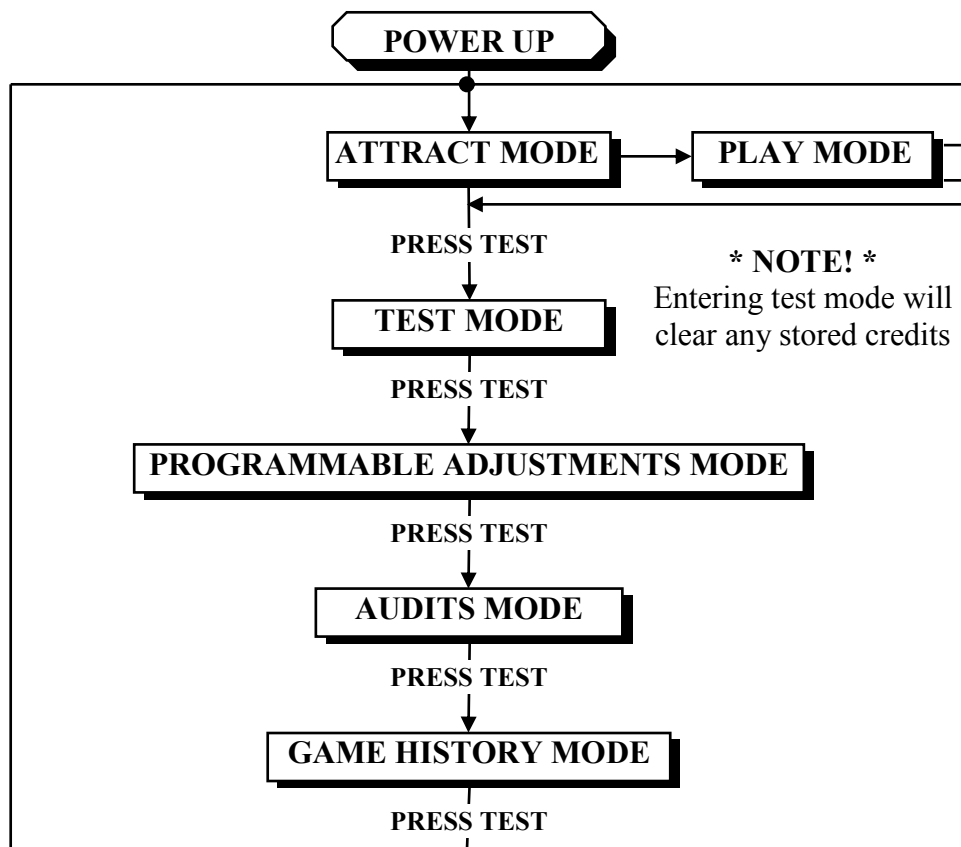 POWER UP
ATTRACT MODE
PLAY MODE
PRESS TEST
* NOTE! *
Entering test mode will
clear any stored credits
TEST MODE
PRESS TEST
PROGRAMMABLE ADJUSTMENTS MODE
PRESS TEST
AUDITS MODE
PRESS TEST
GAME HISTORY MODE
PRESS TEST